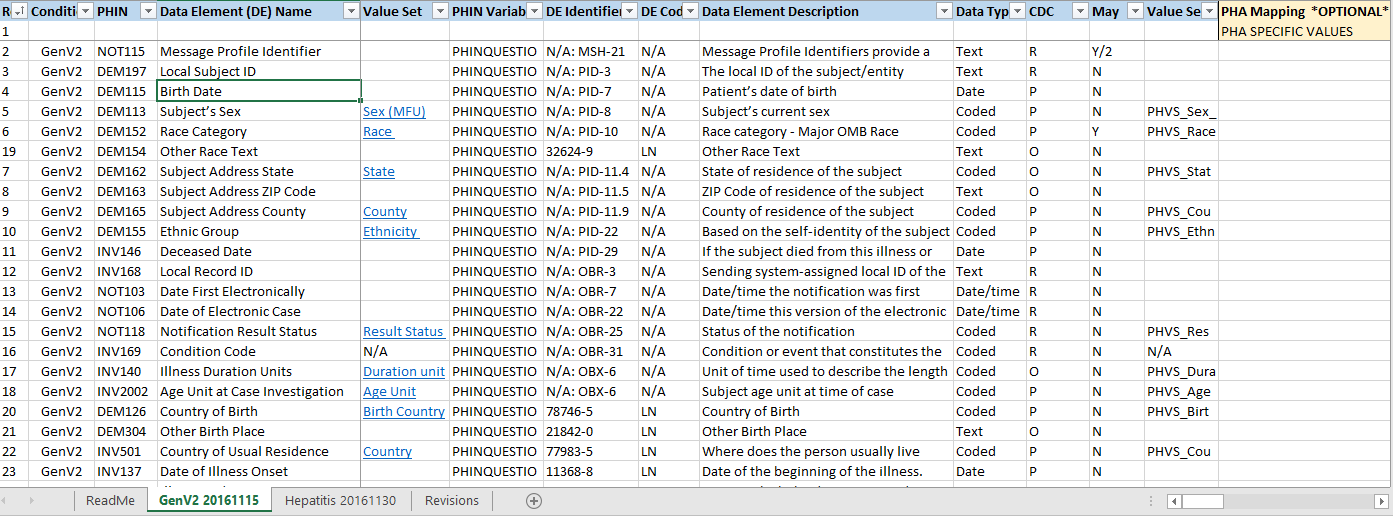 R Conditi PHIN Data Element (DE) Name Value Set PHIN Variab DE Identifier DE Cod Data Element Description Data Typ CDC May Value Se PHA Mapping *OPTIONAL*
1 PHA SPECIFIC VALUES
2 GenV2 NOT115 Message Profile Identifier PHINQUESTIO N/A: MSH-21 N/A Message Profile Identifiers provide a Text R Y/2
3 GenV2 DEM197 Local Subject ID PHINQUESTIO N/A: PID-3 N/A The local ID of the subject/entity Text R N
4 GenV2 DEM115 Birth Date PHINQUESTIO N/A: PID-7 N/A Patient's date of birth Date P N
5 GenV2 DEM113 Subject's Sex Sex (MFU) PHINQUESTIO N/A: PID-8 N/A Subject's current sex Coded P N PHVS_Sex_
6 GenV2 DEM152 Race Category Race PHINQUESTIO N/A: PID-10 N/A Race category - Major OMB Race Coded P Y PHVS_Race
19 GenV2 DEM154 Other Race Text PHINQUESTIO 32624-9 LN Other Race Text Text O N
7 GenV2 DEM162 Subject Address State State PHINQUESTIO N/A: PID-11.4 N/A State of residence of the subject Coded O N PHVS_Stat
8 GenV2 DEM163 Subject Address ZIP Code PHINQUESTIO N/A: PID-11.5 N/A ZIP Code of residence of the subject Text O N
9 GenV2 DEM165 Subject Address County County PHINQUESTIO N/A: PID-11.9 N/A County of residence of the subject Coded P N PHVS_Cou
10 GenV2 DEM155 Ethnic Group Ethnicity PHINQUESTIO N/A: PID-22 N/A Based on the self-identity of the subject Coded P N PHVS_Ethn
11 GenV2 INV146 Deceased Date PHINQUESTIO N/A: PID-29 N/A If the subject died from this illness or Date P N
12 GenV2 INV168 Local Record ID PHINQUESTIO N/A: OBR-3 N/A Sending system-assigned local ID of the Text R N
13 GenV2 NOT103 Date First Electronically PHINQUESTIO N/A: OBR-7 N/A Date/time the notification was first Date/time R N
14 GenV2 NOT106 Date of Electronic Case PHINQUESTIO N/A: OBR-22 N/A Date/time this version of the electronic Date/time R N
15 GenV2 NOT118 Notification Result Status Result Status PHINQUESTIO N/A: OBR-25 N/A Status of the notification Coded R N PHVS_Res
16 GenV2 INV169 Condition Code N/A PHINQUESTIO N/A: OBR-31 N/A Condition or event that constitutes the Coded R N N/A
17 GenV2 INV140 Illness Duration Units Duration unit PHINQUESTIO N/A: OBX-6 N/A Unit of time used to describe the length Coded O N PHVS_Dura
18 GenV2 INV2002 Age Unit at Case Investigation Age Unit PHINQUESTIO N/A: OBX-6 N/A Subject age unit at time of case Coded P N PHVS_Age
20 GenV2 DEM126 Country of Birth Birth Country PHINQUESTIO 78746-5 LN Country of Birth Coded P N PHVS_Birt
21 GenV2 DEM304 Other Birth Place PHINQUESTIO 21842-0 LN Other Birth Place Text O N
22 GenV2 INV501 Country of Usual Residence Country PHINQUESTIO 77983-5 LN Where does the person usually live Coded P N PHVS_Cou
23 GenV2 INV137 Date of Illness Onset PHINQUESTIO 11368-8 LN Date of the beginning of the illness. Date P N
ReadMe GenV2 20161115 Hepatitis 20161130 Revisions